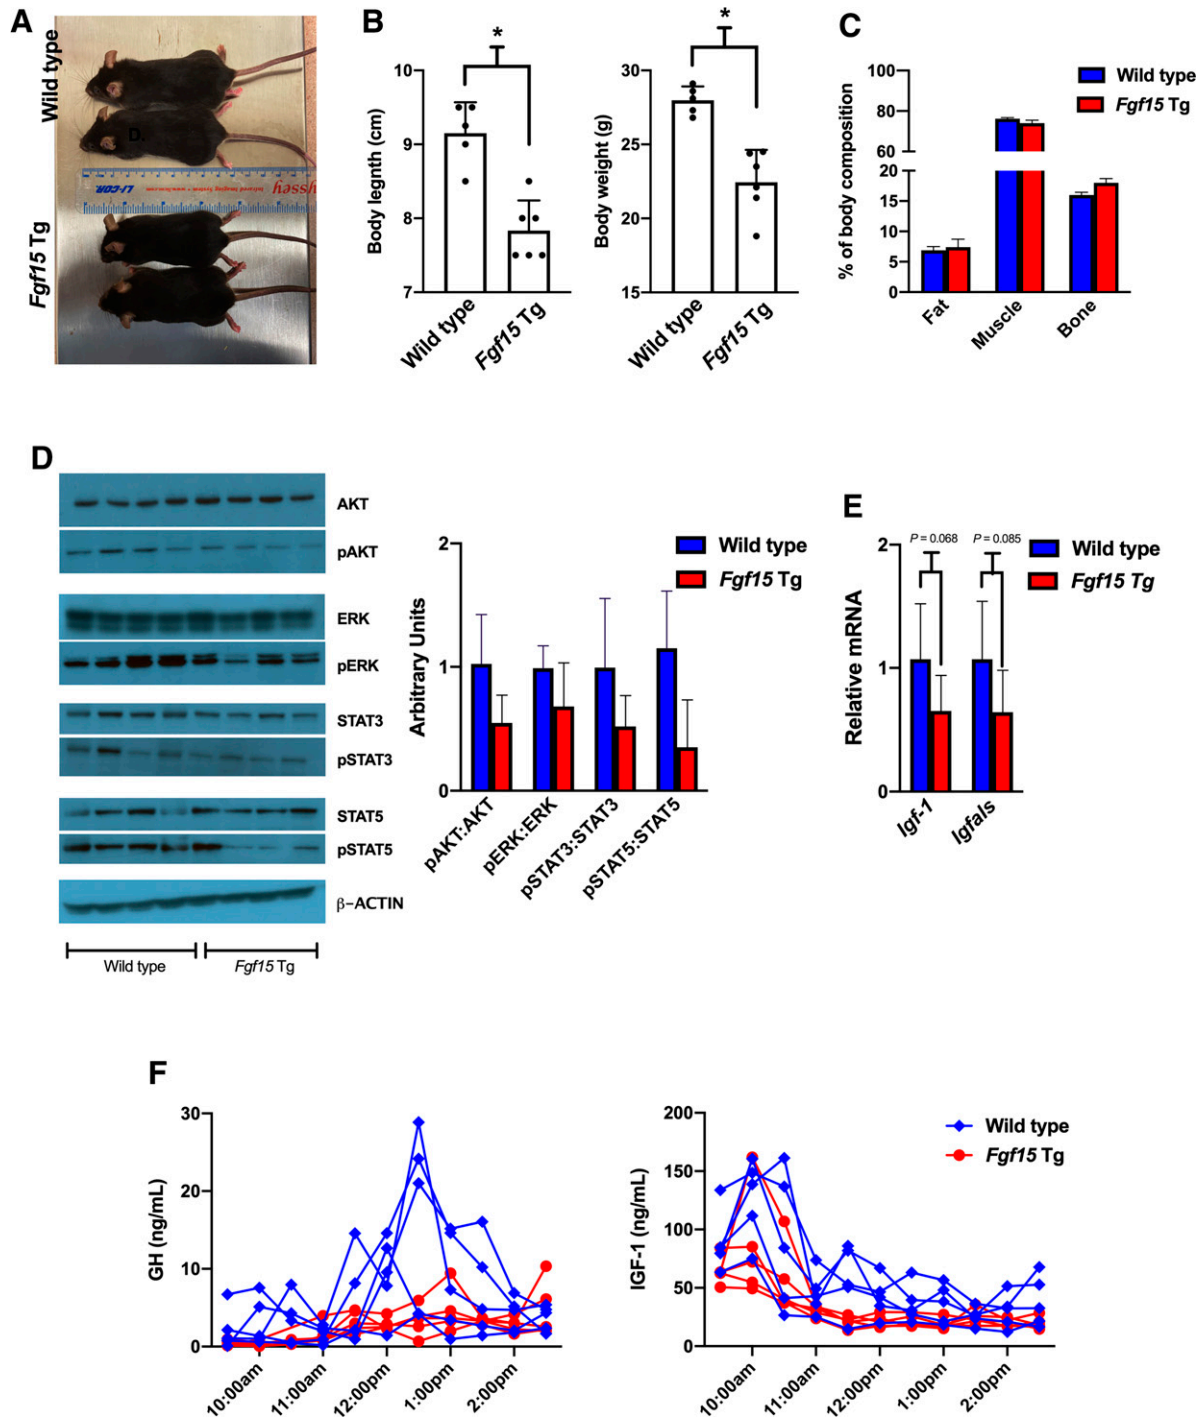 A
Wild type
Fgf15 Tg
D.
LI-COR
Infrared Imaging System
yssey
B
*
Body legnth (cm)
10
9
8
7
Wild type
Fgf15 Tg
*
Body weight (g)
30
25
20
15
Wild type
Fgf15 Tg
C
% of body composition
100
80
60
20
15
10
5
0
Fat
Muscle
Bone
Wild type
Fgf15 Tg
D
AKT
pAKT
ERK
pERK
STAT3
pSTAT3
STAT5
pSTAT5
β-ACTIN
Wild type
Fgf15 Tg
Arbitrary Units
2
1
0
pAKT:AKT
pERK:ERK
pSTAT3:STAT3
pSTAT5:STAT5
Wild type
Fgf15 Tg
E
P = 0.068
P = 0.085
Relative mRNA
2
1
0
Igf-1
Igfals
Wild type
Fgf15 Tg
F
GH (ng/mL)
30
20
10
0
10:00am
11:00am
12:00pm
1:00pm
2:00pm
IGF-1 (ng/mL)
200
150
100
50
0
10:00am
11:00am
12:00pm
1:00pm
2:00pm
Wild type
Fgf15 Tg